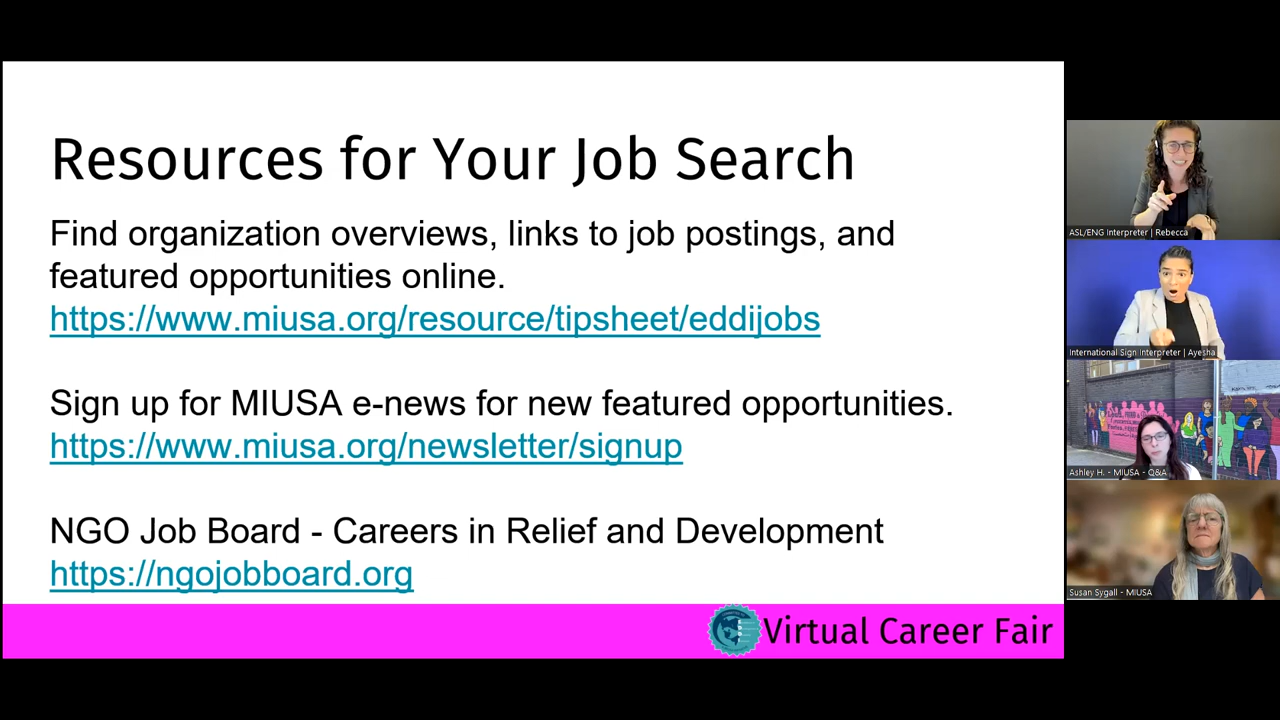 Resources for Your Job Search
Find organization overviews, links to job postings, and
featured opportunities online.
https://www.miusa.org/resource/tipsheet/eddijobs
Sign up for MIUSA e-news for new featured opportunities.
https://www.miusa.org/newsletter/signup
NGO Job Board - Careers in Relief and Development
https://ngojobboard.org
Virtual Career Fair
ASL/ENG Interpreter | Rebecca
International Sign Interpreter | Ayesha
Ashley H. - MIUSA - Q&A
Susan Sygall - MIUSA